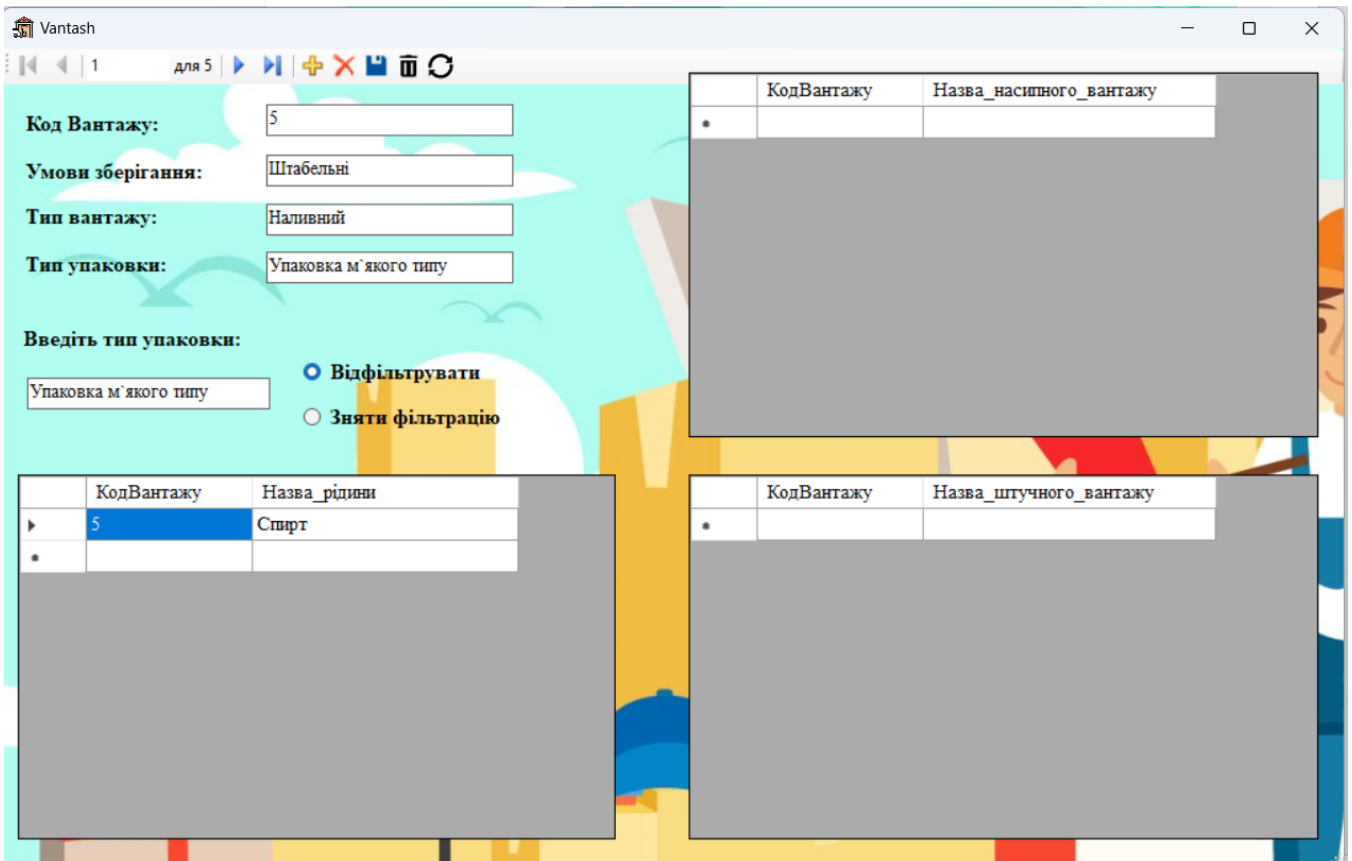 Vantash
1 для 5
Код Вантажу: 5
Умови зберігання: Штабельні
Тип вантажу: Наливний
Тип упаковки: Упаковка м`якого типу
КодВантажу Назва_насипного_вантажу
Введіть тип упаковки:
Упаковка м`якого типу
Відфільтрувати
Зняти фільтрацію
КодВантажу Назва_рідини
5 Спирт
КодВантажу Назва_штучного_вантажу